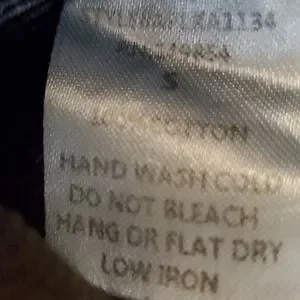 S
100% COTTON
HAND WASH COLD
DO NOT BLEACH
HANG OR FLAT DRY
LOW IRON